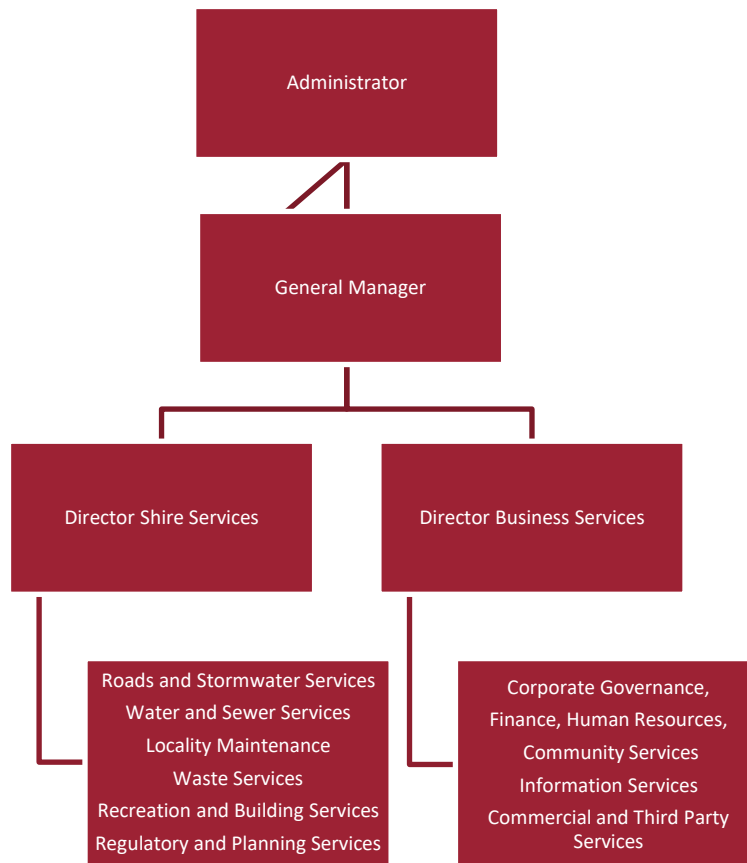 Administrator
General Manager
Director Shire Services
Director Business Services
Roads and Stormwater Services
Water and Sewer Services
Locality Maintenance
Waste Services
Recreation and Building Services
Regulatory and Planning Services
Corporate Governance,
Finance, Human Resources,
Community Services
Information Services
Commercial and Third Party
Services